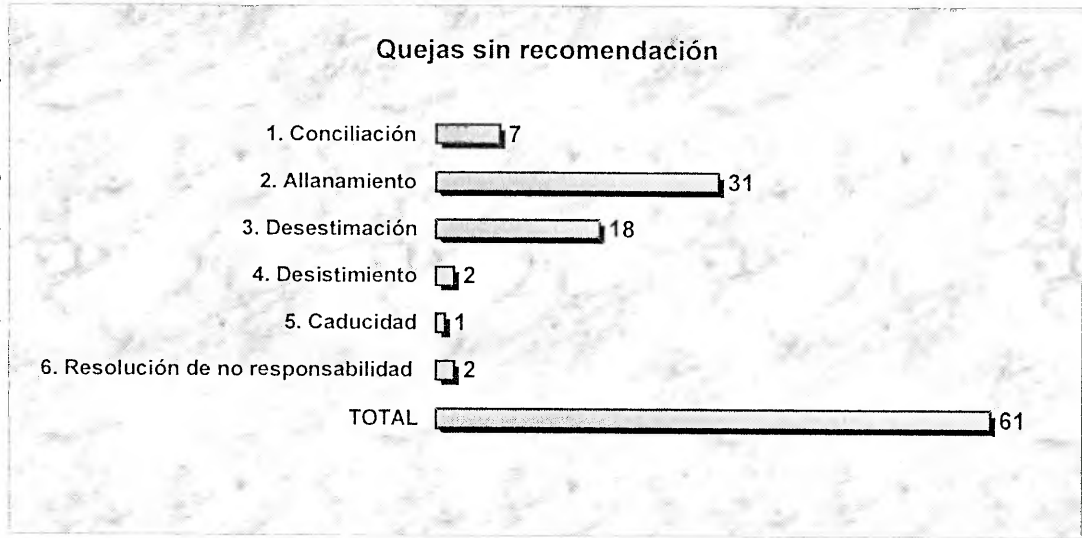 Quejas sin recomendación
1. Conciliación 7
2. Allanamiento 31
3. Desestimación 18
4. Desistimiento 2
5. Caducidad 1
6. Resolución de no responsabilidad 2
TOTAL 61